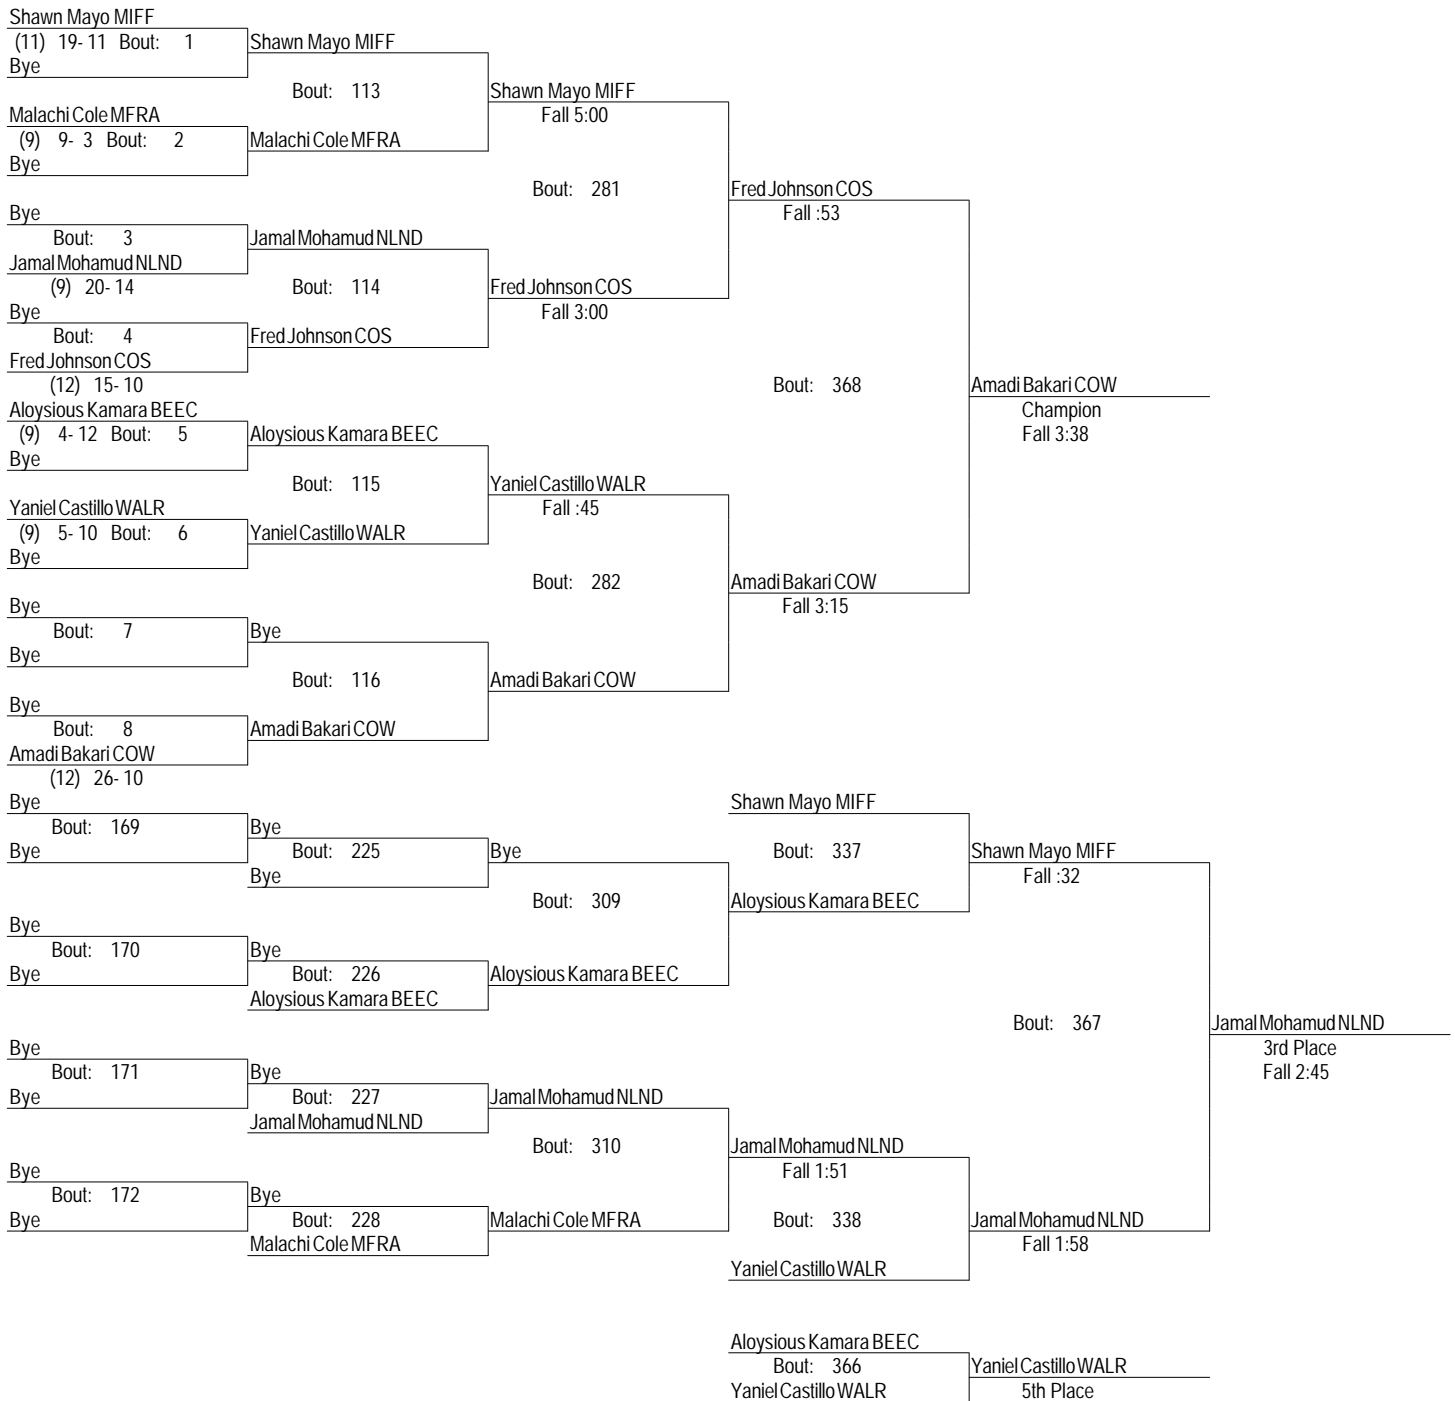 Shawn Mayo MIFF
(11) 19- 11 Bout: 1 Shawn Mayo MIFF
Bye
Bout: 113 Shawn Mayo MIFF
Malachi Cole MFRA Fall 5:00
(9) 9- 3 Bout: 2 Malachi Cole MFRA
Bye
Bout: 281 Fred Johnson COS
Bye Fall :53
Bout: 3 Jamal Mohamud NLND
Jamal Mohamud NLND
(9) 20- 14 Bout: 114 Fred Johnson COS
Bye Fall 3:00
Bout: 4 Fred Johnson COS
Fred Johnson COS
(12) 15- 10 Bout: 368 Amadi Bakari COW
Aloysious Kamara BEEC Champion
(9) 4- 12 Bout: 5 Aloysious Kamara BEEC Fall 3:38
Bye
Bout: 115 Yaniel Castillo WALR
Yaniel Castillo WALR Fall :45
(9) 5- 10 Bout: 6 Yaniel Castillo WALR
Bye
Bout: 282 Amadi Bakari COW
Bye Fall 3:15
Bout: 7 Bye
Bye
Bout: 116 Amadi Bakari COW
Bye
Bout: 8 Amadi Bakari COW
Amadi Bakari COW
(12) 26- 10
Bye Shawn Mayo MIFF
Bout: 169 Bye
Bye Bout: 225 Bye Bout: 337 Shawn Mayo MIFF
Bye Fall :32
Bout: 309 Aloysious Kamara BEEC
Bye
Bout: 170 Bye
Bye Bout: 226 Aloysious Kamara BEEC
Aloysious Kamara BEEC
Bout: 367 Jamal Mohamud NLND
Bye 3rd Place
Bout: 171 Bye Fall 2:45
Bye Bout: 227 Jamal Mohamud NLND
Jamal Mohamud NLND
Bout: 310 Jamal Mohamud NLND
Bye Fall 1:51
Bout: 172 Bye
Bye Bout: 228 Malachi Cole MFRA Bout: 338 Jamal Mohamud NLND
Malachi Cole MFRA Fall 1:58
Yaniel Castillo WALR
Aloysious Kamara BEEC
Bout: 366 Yaniel Castillo WALR
Yaniel Castillo WALR 5th Place